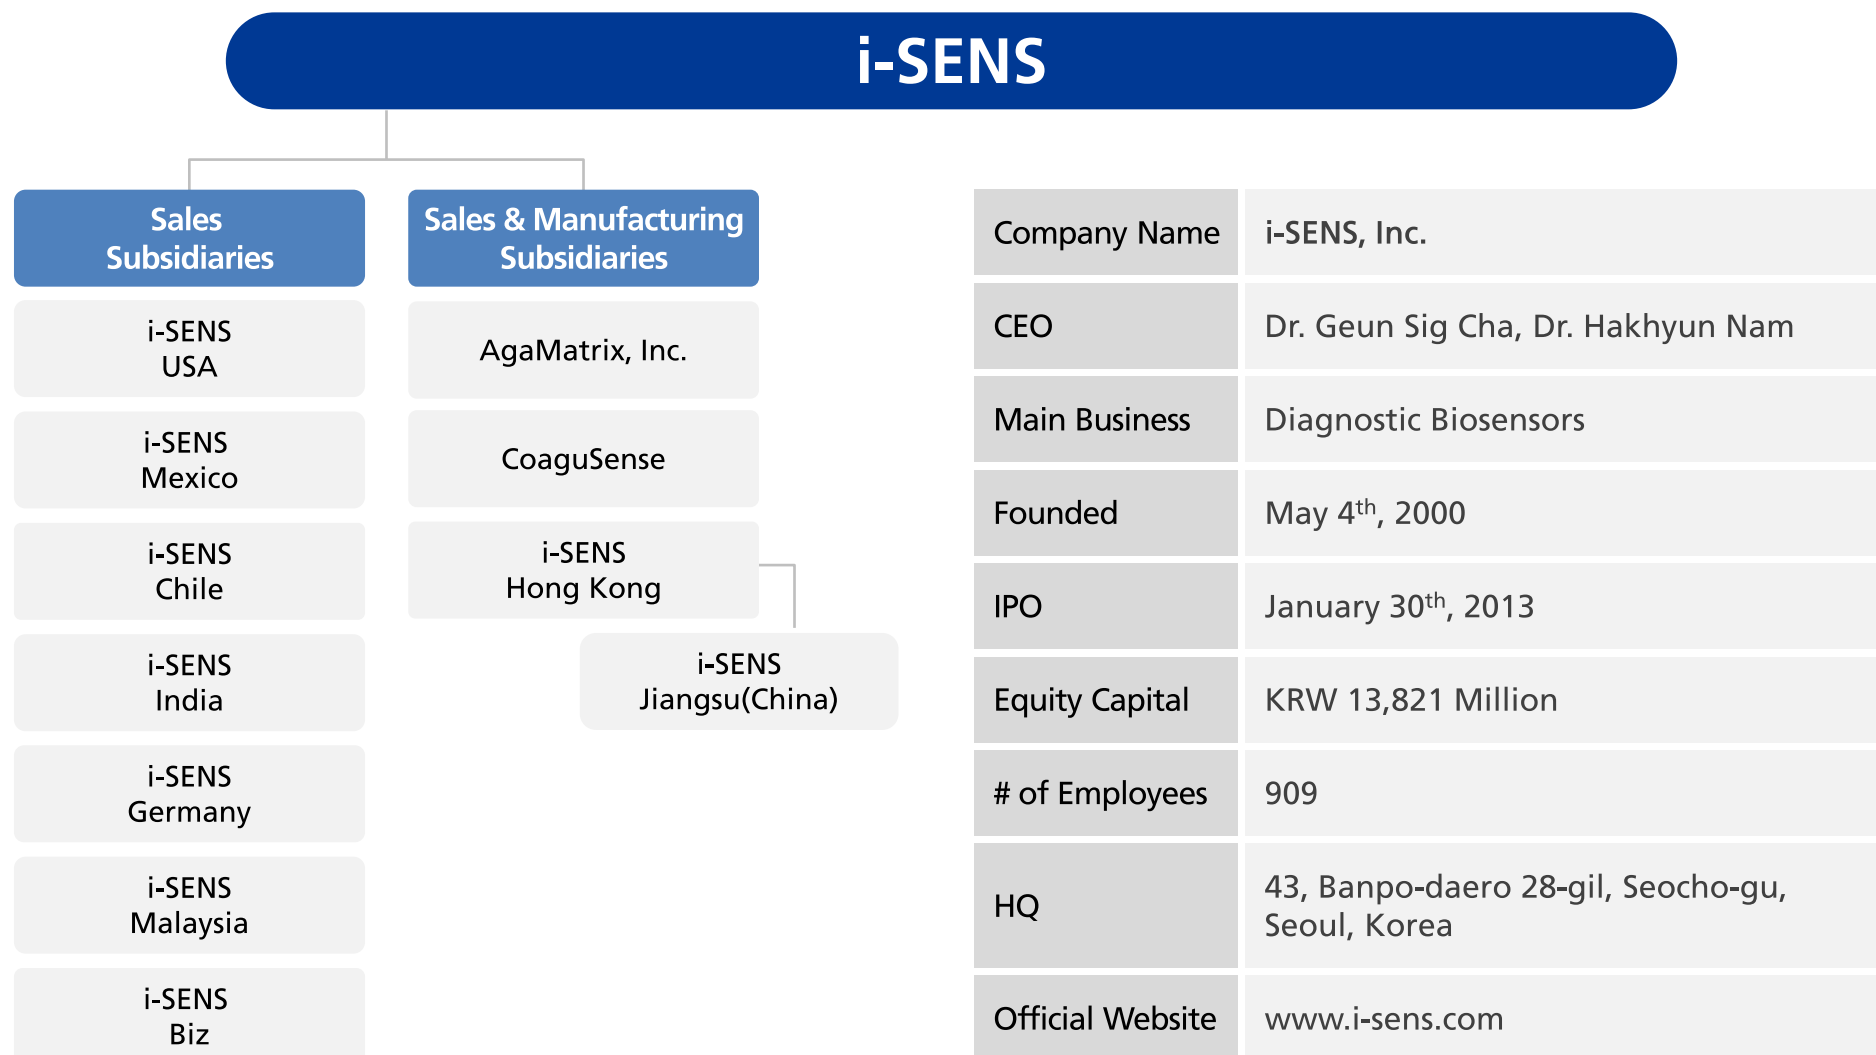 i-SENS
Sales
Subsidiaries
i-SENS
USA
i-SENS
Mexico
i-SENS
Chile
i-SENS
India
i-SENS
Germany
i-SENS
Malaysia
i-SENS
Biz
Sales & Manufacturing
Subsidiaries
AgaMatrix, Inc.
CoaguSense
i-SENS
Hong Kong
i-SENS
Jiangsu(China)
Company Name i-SENS, Inc.
CEO Dr. Geun Sig Cha, Dr. Hakhyun Nam
Main Business Diagnostic Biosensors
Founded May 4th, 2000
IPO January 30th, 2013
Equity Capital KRW 13,821 Million
# of Employees 909
HQ 43, Banpo-daero 28-gil, Seocho-gu,
Seoul, Korea
Official Website www.i-sens.com